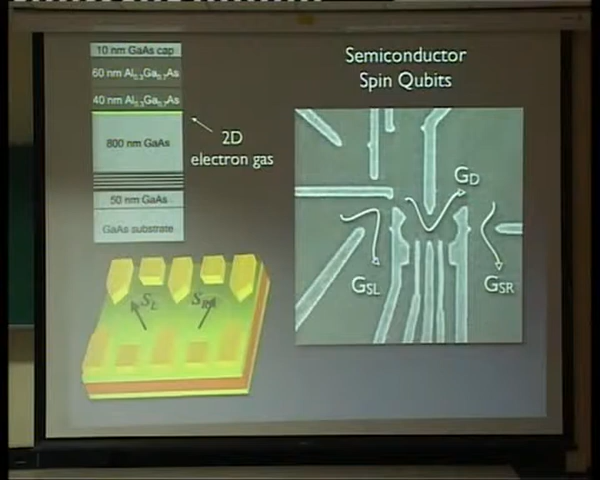 10 nm GaAs cap
60 nm Al0.3Ga0.7As
40 nm Al0.3Ga0.7As
800 nm GaAs
50 nm GaAs
GaAs substrate
2D
electron gas
Semiconductor
Spin Qubits
GD
GSL
GSR
SL
SR